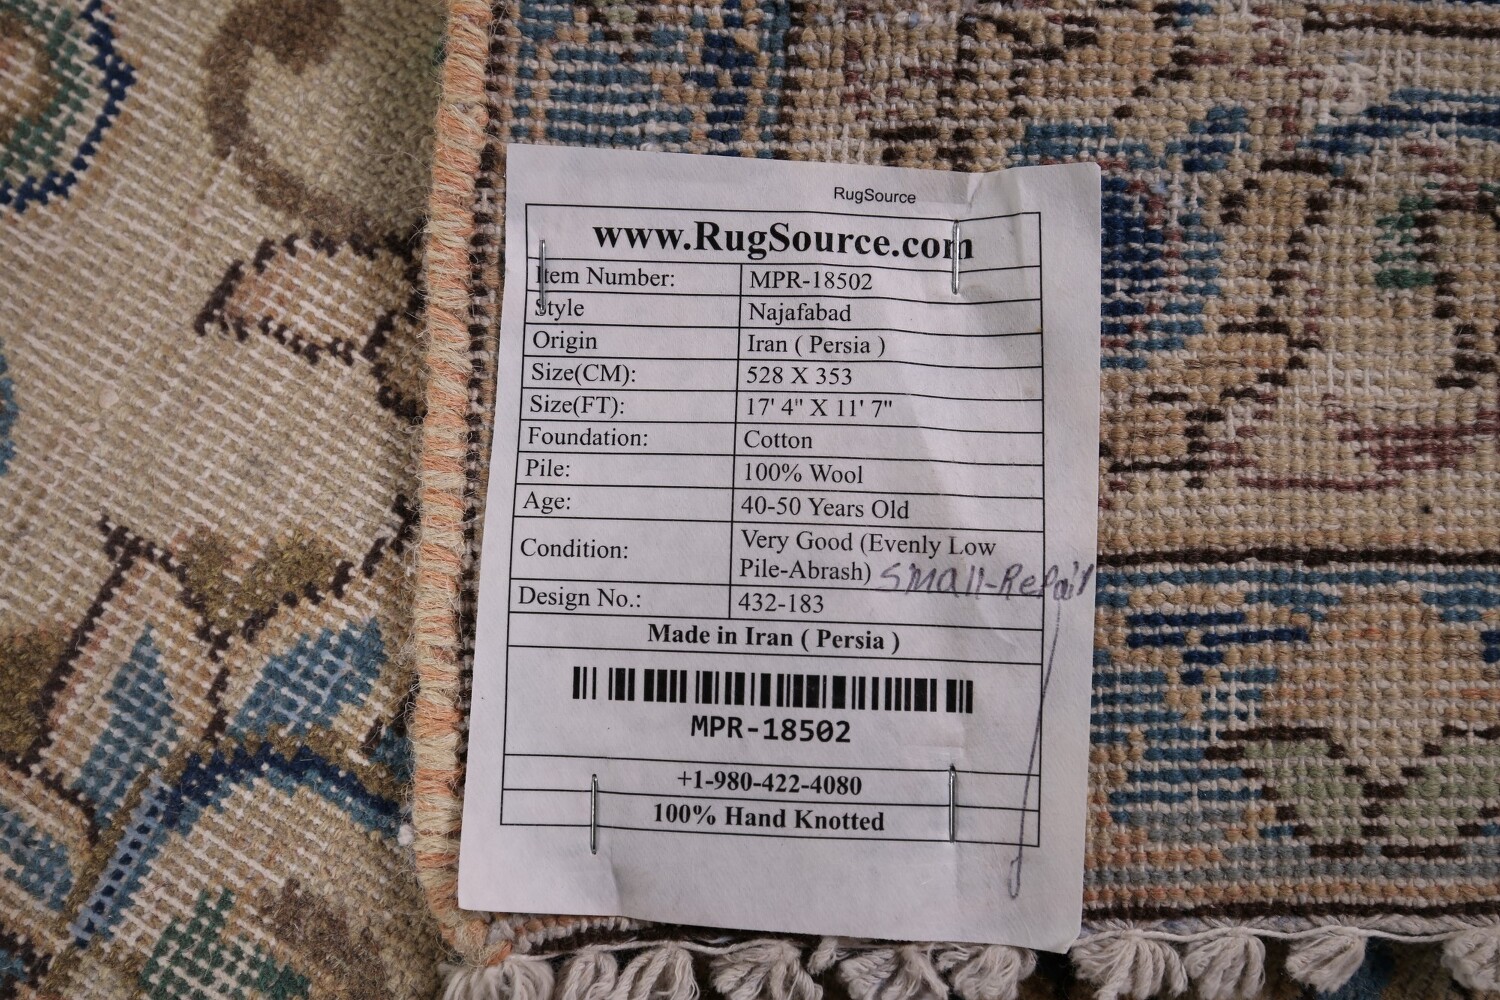 RugSource
www.RugSource.com
Item Number: MPR-18502
Style Najafabad
Origin Iran ( Persia )
Size(CM): 528 X 353
Size(FT): 17' 4" X 11' 7"
Foundation: Cotton
Pile: 100% Wool
Age: 40-50 Years Old
Condition: Very Good (Evenly Low
Pile-Abrash) Small-Repair
Design No.: 432-183
Made in Iran ( Persia )
MPR-18502
+1-980-422-4080
100% Hand Knotted